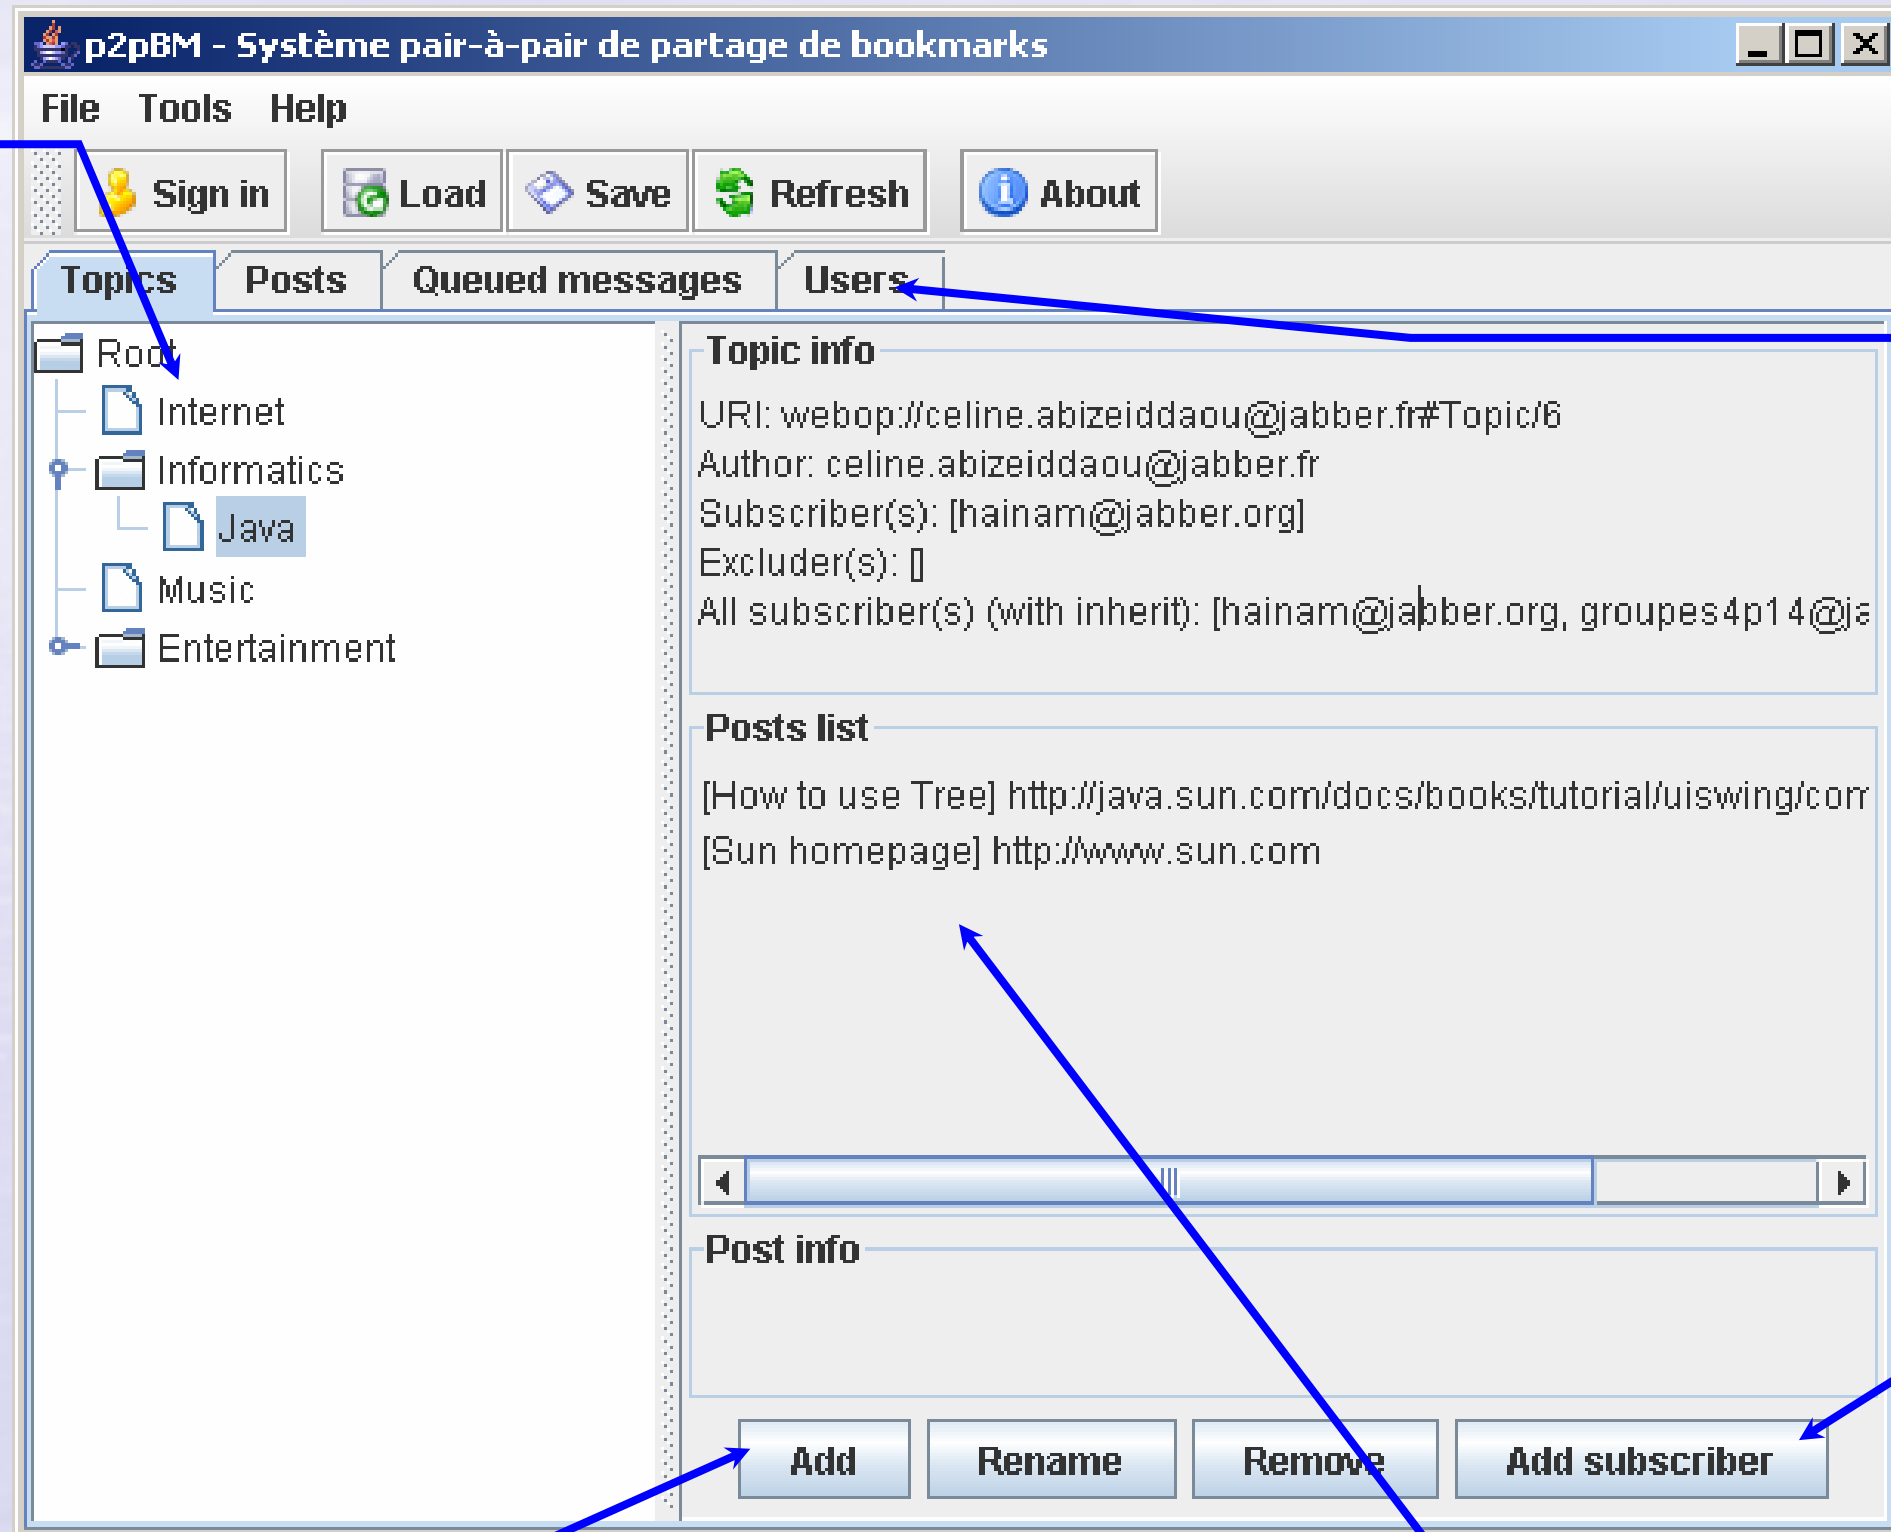 p2pBM - Système pair-à-pair de partage de bookmarks
File Tools Help
Sign in Load Save Refresh About
Topics Posts Queued messages Users
Root
Internet
Informatics
Java
Music
Entertainment
Topic info
URI: webop://celine.abizeiddaou@jabber.fr#Topic/6
Author: celine.abizeiddaou@jabber.fr
Subscriber(s): [hainam@jabber.org]
Excluder(s): []
All subscriber(s) (with inherit): [hainam@jabber.org, groupes4p14@ja
Posts list
[How to use Tree] http://java.sun.com/docs/books/tutorial/uiswing/com
[Sun homepage] http://www.sun.com
Post info
Add Rename Remove Add subscriber